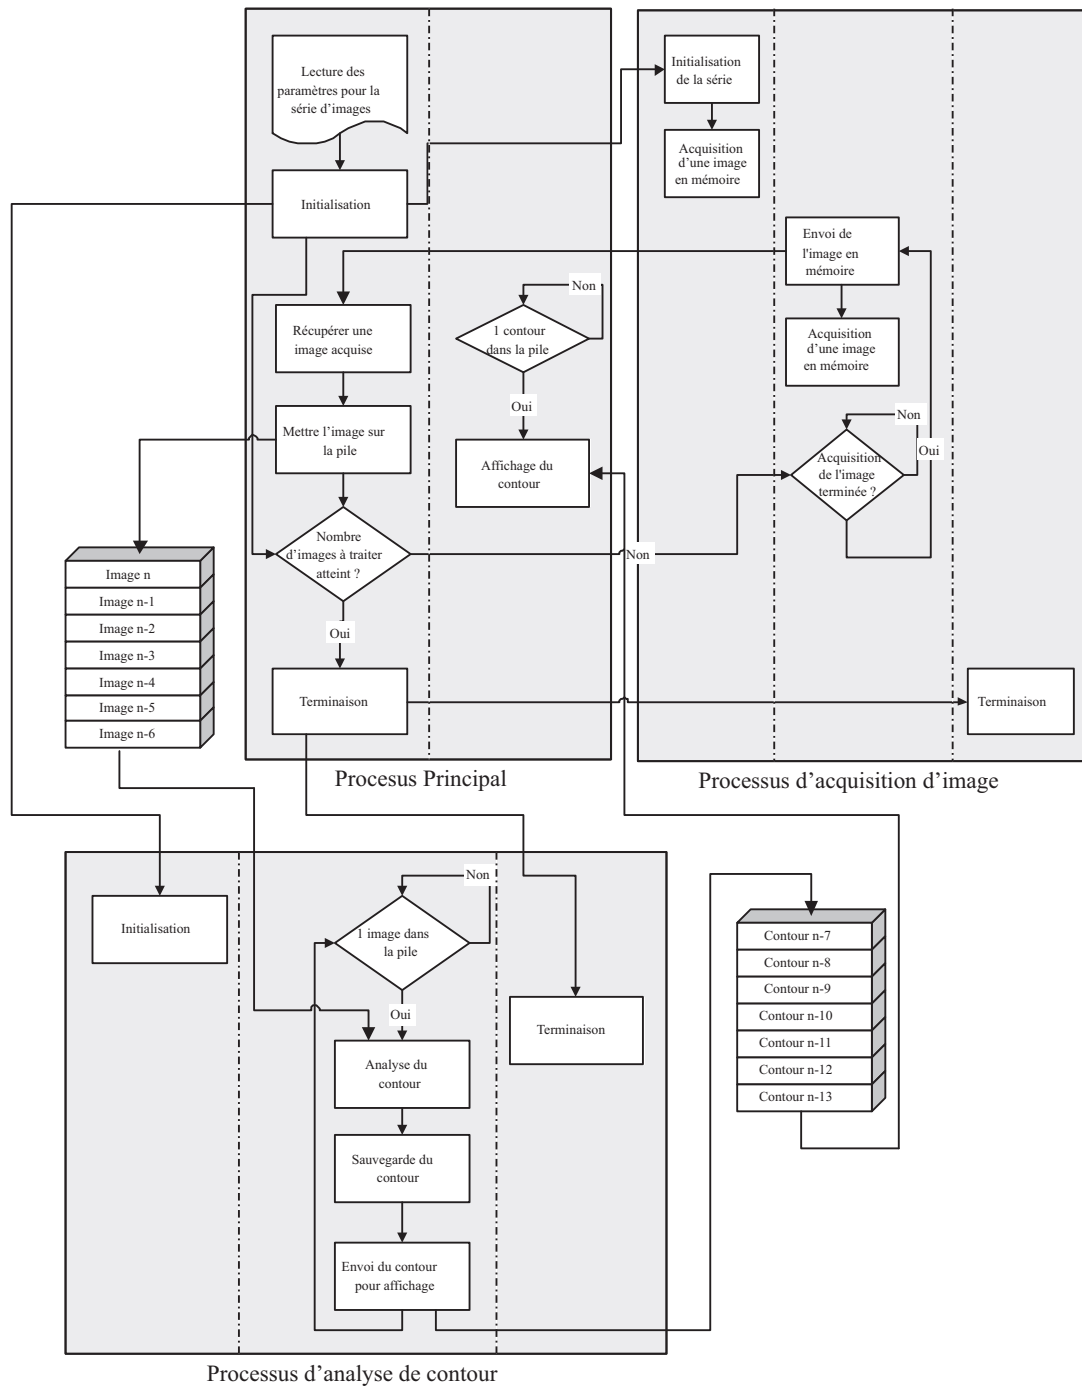 Lecture des
paramètres pour la
série d’images
Initialisation
Récupérer une
image acquise
Mettre l’image sur
la pile
Nombre
d’images à traiter
atteint ?
Oui
Terminaison
Non
1 contour
dans la pile
Oui
Affichage du
contour
Non
Procesus Principal
Initialisation
de la série
Acquisition
d’une image
en mémoire
Envoi de
l'image en
mémoire
Acquisition
d’une image
en mémoire
Non
Oui
Acquisition
de l'image
terminée ?
Terminaison
Processus d’acquisition d’image
Image n
Image n-1
Image n-2
Image n-3
Image n-4
Image n-5
Image n-6
Initialisation
Non
1 image dans
la pile
Oui
Analyse du
contour
Sauvegarde du
contour
Envoi du contour
pour affichage
Terminaison
Processus d’analyse de contour
Contour n-7
Contour n-8
Contour n-9
Contour n-10
Contour n-11
Contour n-12
Contour n-13